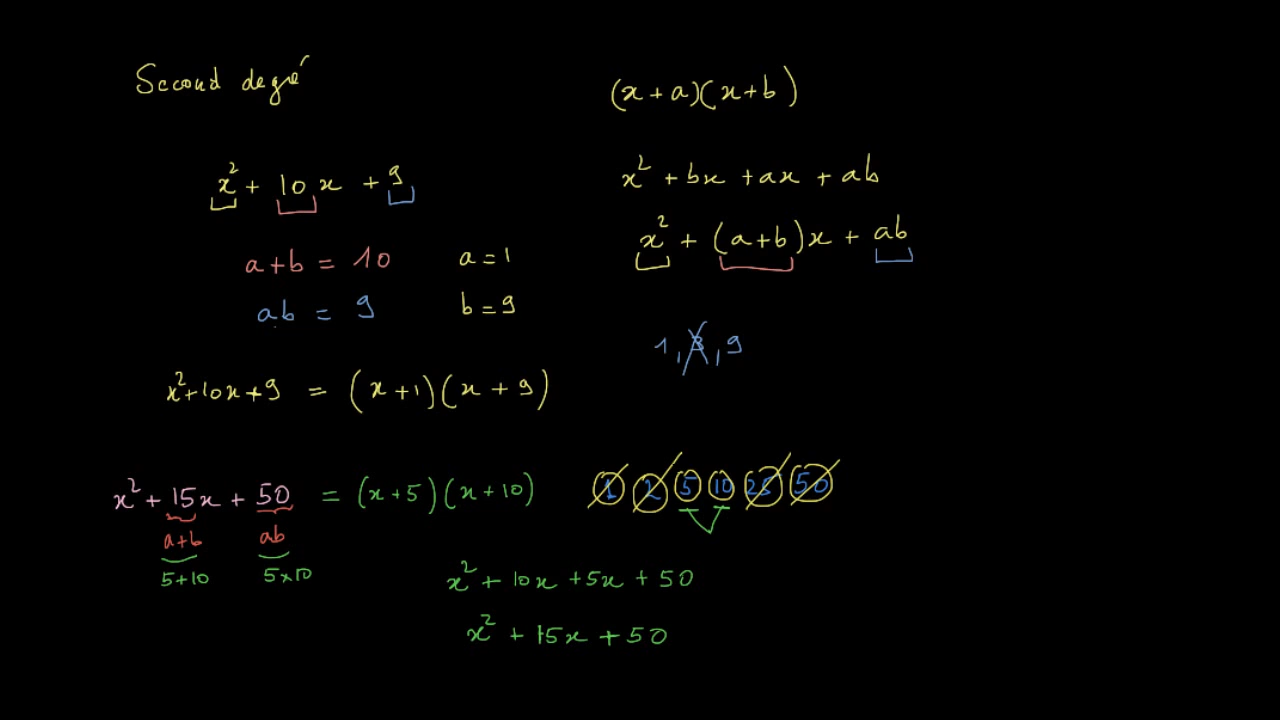 Second degré
(x+a)(x+b)
x² + 10x + 9
x² + bx + ax + ab
x² + (a+b)x + ab
a+b = 10
a=1
ab = 9
b=9
1, 3, 9
x²+10x+9 = (x+1)(x+9)
x²+15x+50 = (x+5)(x+10)
1 2 5 10 25 50
a+b
ab
5+10
5×10
x² + 10x + 5x + 50
x² + 15x + 50